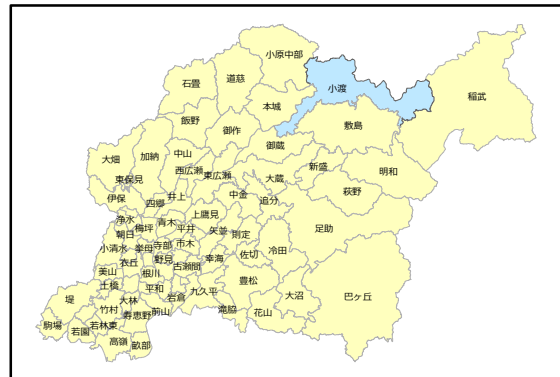 小原中部
小渡
石畳
道慈
稲武
本城
飯野
御作
敷島
御蔵
大畑
加納
中山
西広瀬
東広瀬
大蔵
新盛
明和
東保見
萩野
伊保
四郷
井上
中金
追分
上鷹見
足助
浄水
梅坪
青木
平井
矢並
則定
朝日
小清水
挙母
寺部
市木
冷田
衣丘
野見
古瀬間
幸海
佐切
美山
根川
豊松
土橋
平和
岩倉
九久平
大沼
巴ケ丘
堤
竹村
大林
寿恵野
前山
滝脇
花山
駒場
若園
若林東
高嶺
畝部